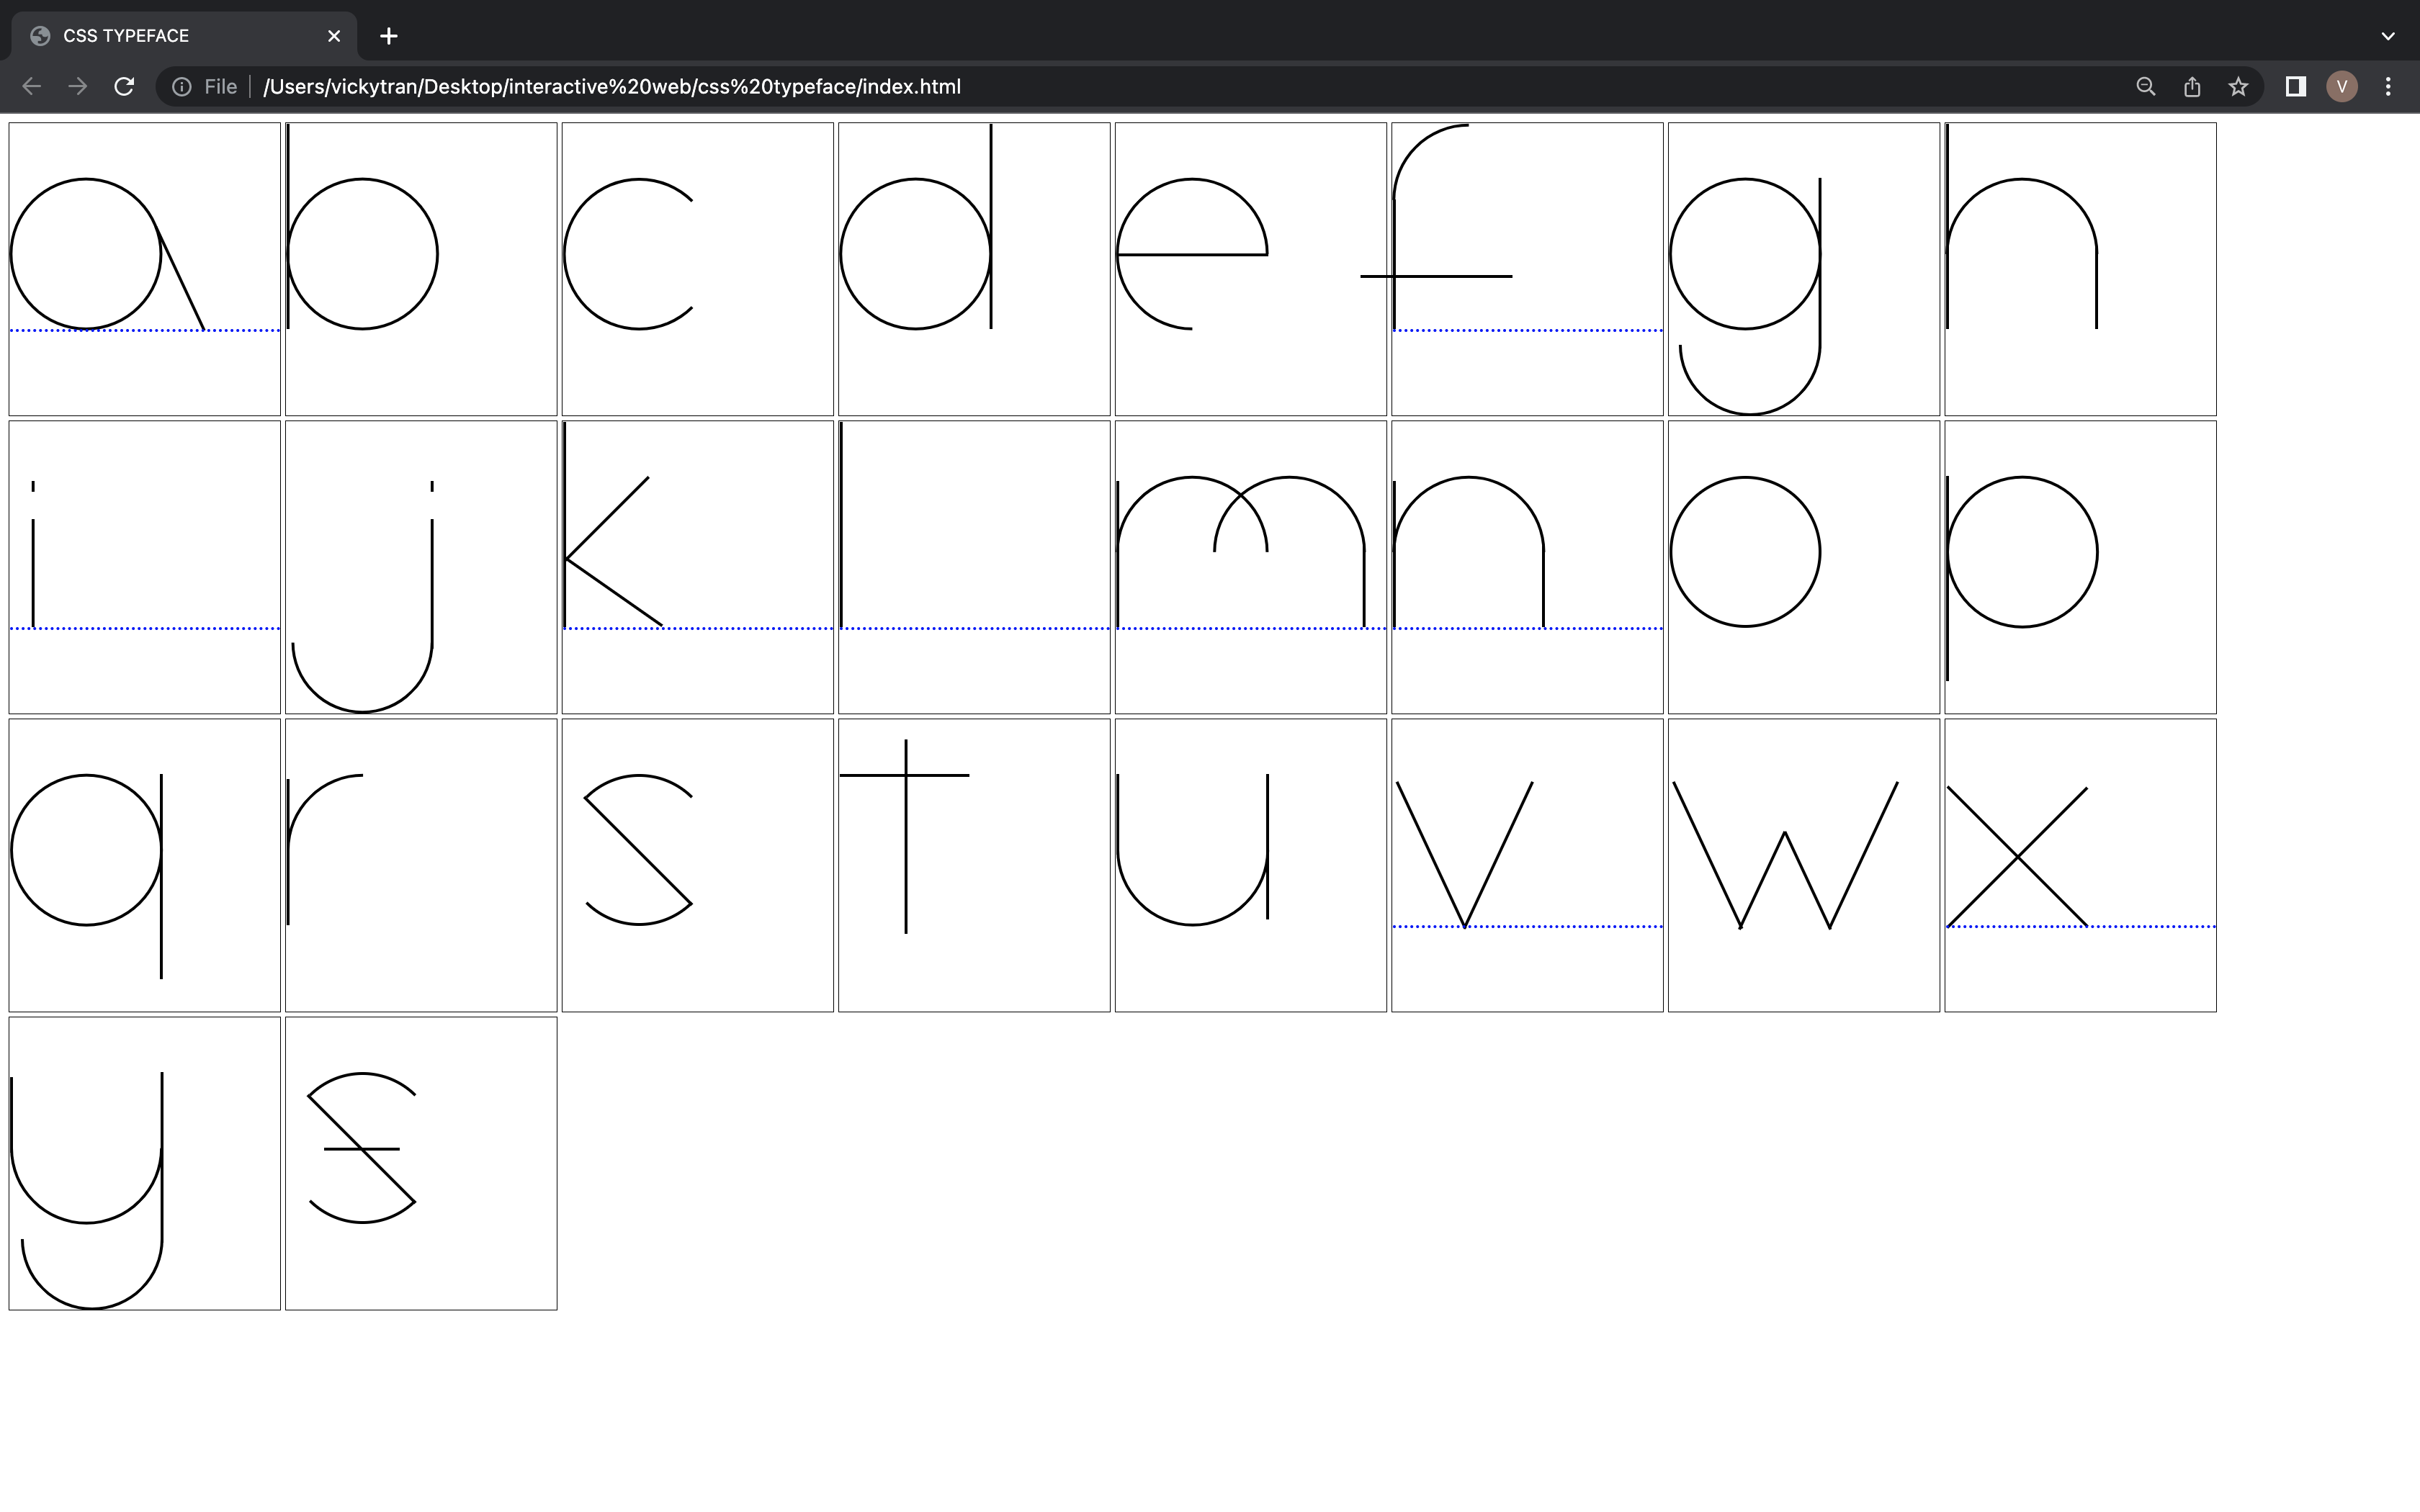 CSS TYPEFACE
File /Users/vickytran/Desktop/interactive%20web/css%20typeface/index.html
V
a b c d e f g h
i j k l m n o p
q r s t u v w x
y s